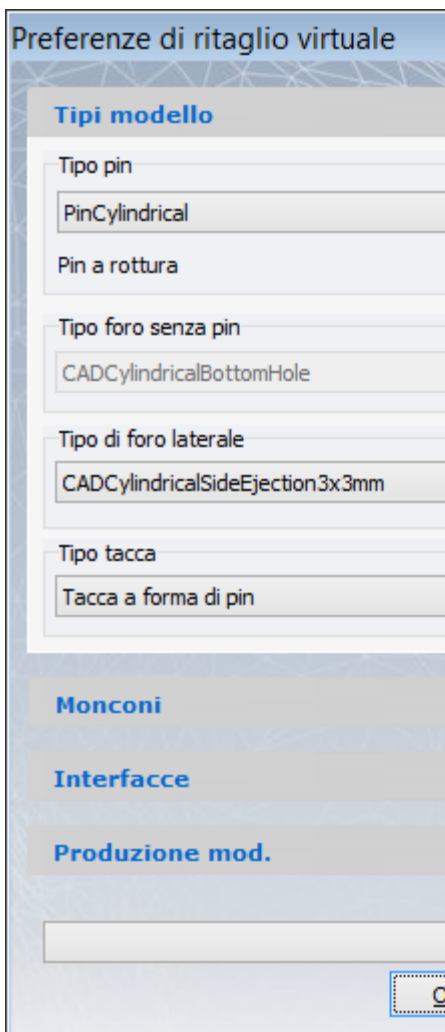 Preferenze di ritaglio virtuale
Tipi modello
Tipo pin
PinCylindrical
Pin a rottura
Tipo foro senza pin
CADCylindricalBottomHole
Tipo di foro laterale
CADCylindricalSideEjection3x3mm
Tipo tacca
Tacca a forma di pin
Monconi
Interfacce
Produzione mod.